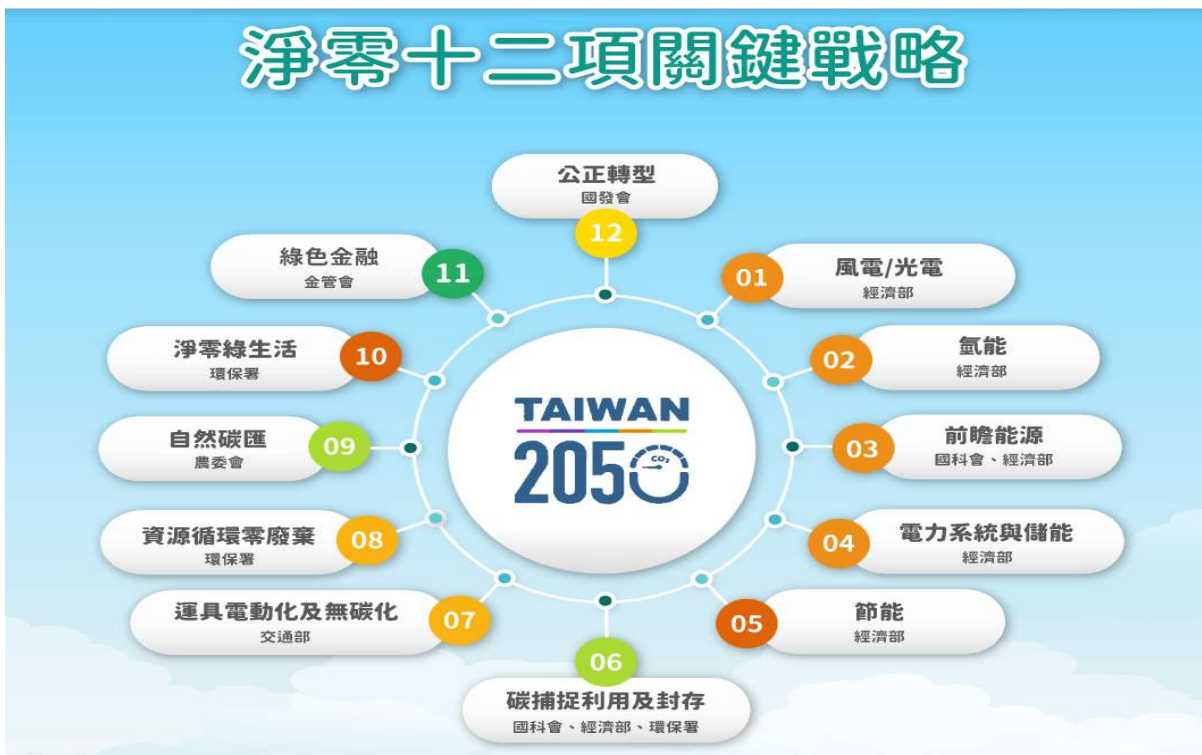 淨零十二項關鍵戰略
公正轉型
國發會
12
風電/光電
經濟部
01
氫能
經濟部
02
前瞻能源
國科會、經濟部
03
電力系統與儲能
經濟部
04
節能
經濟部
05
碳捕捉利用及封存
國科會、經濟部、環保署
06
運具電動化及無碳化
交通部
07
資源循環零廢棄
環保署
08
自然碳匯
農委會
09
淨零綠生活
環保署
10
綠色金融
金管會
11
TAIWAN
2050
CO₂